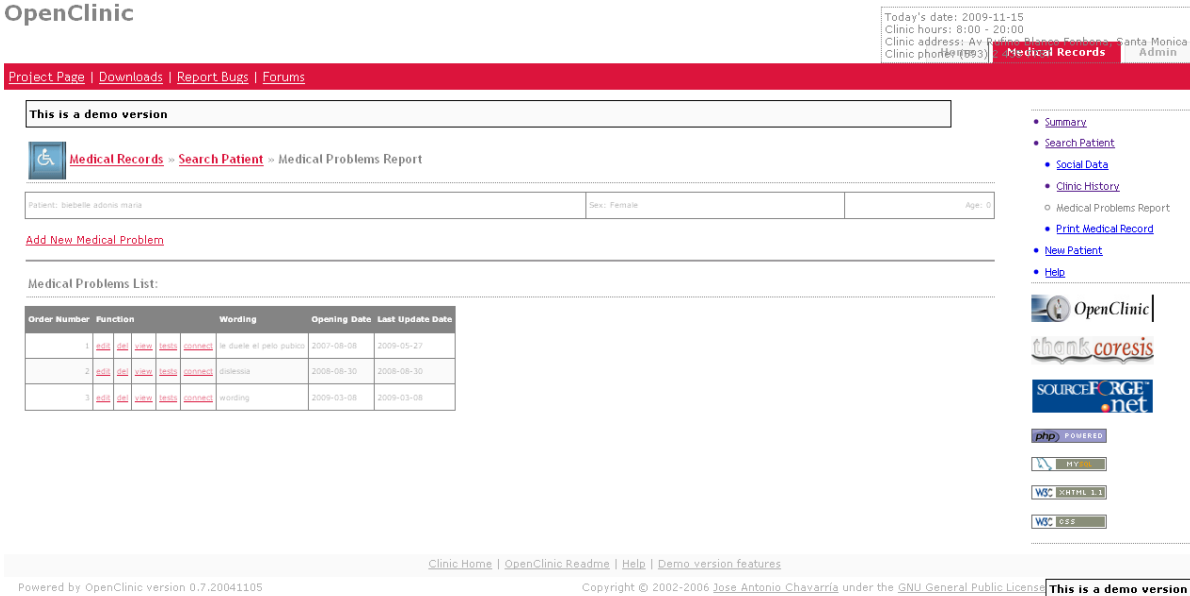 OpenClinic
Today's date: 2009-11-15
Clinic hours: 8:00 - 20:00
Clinic address: Av Rufino Blanco Fombona, Santa Monica
Clinic phone: (693) 2
Home
Medical Records
Admin
Project Page | Downloads | Report Bugs | Forums
This is a demo version
Medical Records » Search Patient » Medical Problems Report
Patient: biebelle adonis maria Sex: Female Age: 0
Add New Medical Problem
Medical Problems List:
Order Number Function Wording Opening Date Last Update Date
1 edit del view tests connect le duele el pelo pubico 2007-08-08 2009-05-27
2 edit del view tests connect dislessia 2008-08-30 2008-08-30
3 edit del view tests connect wording 2009-03-08 2009-03-08
Summary
Search Patient
Social Data
Clinic History
Medical Problems Report
Print Medical Record
New Patient
Help
OpenClinic
thank coresis
SOURCEFORGE
.net
php POWERED
MYSQL
W3C XHTML 1.1
W3C CSS
Clinic Home | OpenClinic Readme | Help | Demo version features
Powered by OpenClinic version 0.7.20041105
Copyright © 2002-2006 Jose Antonio Chavarría under the GNU General Public License
This is a demo version